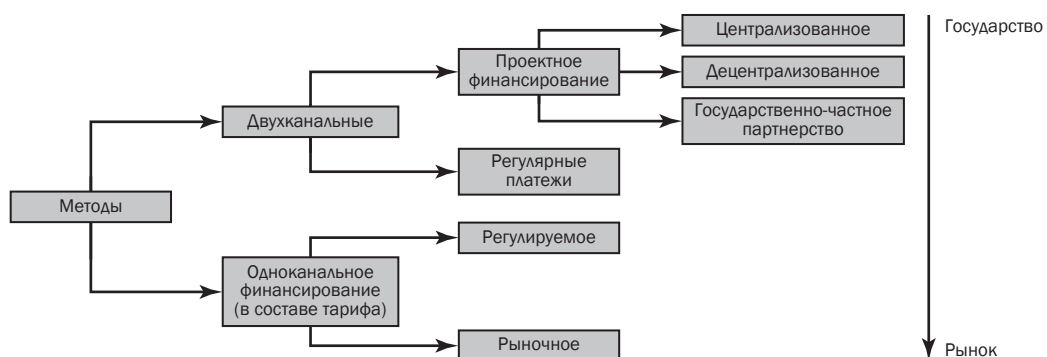 Централизованное
Государство
Проектное
финансирование
Децентрализованное
Двухканальные
Государственно-частное
партнерство
Регулярные
платежи
Методы
Регулируемое
Одноканальное
финансирование
(в составе тарифа)
Рыночное
Рынок